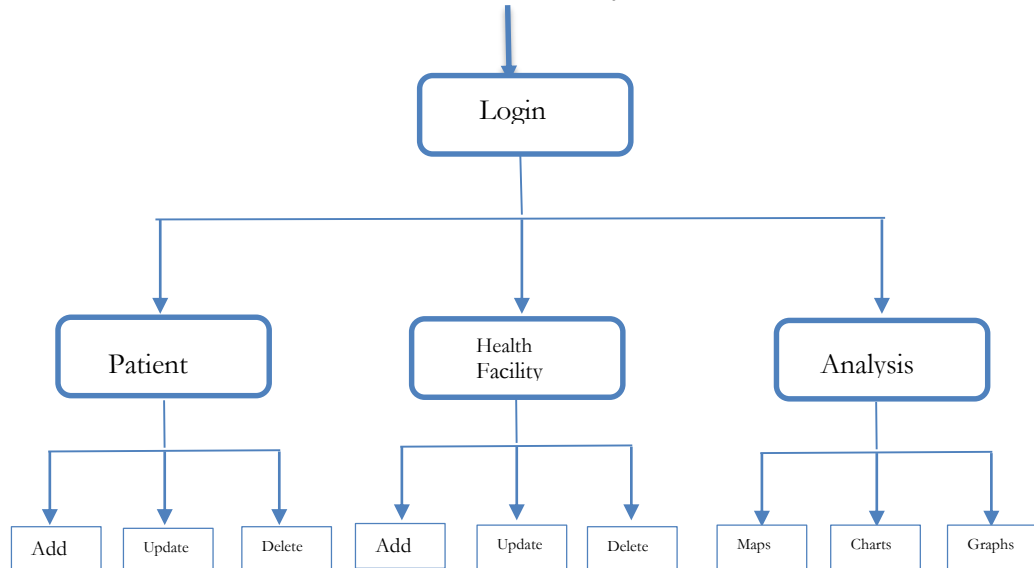 Login
Patient
Health
Facility
Analysis
Add
Update
Delete
Add
Update
Delete
Maps
Charts
Graphs